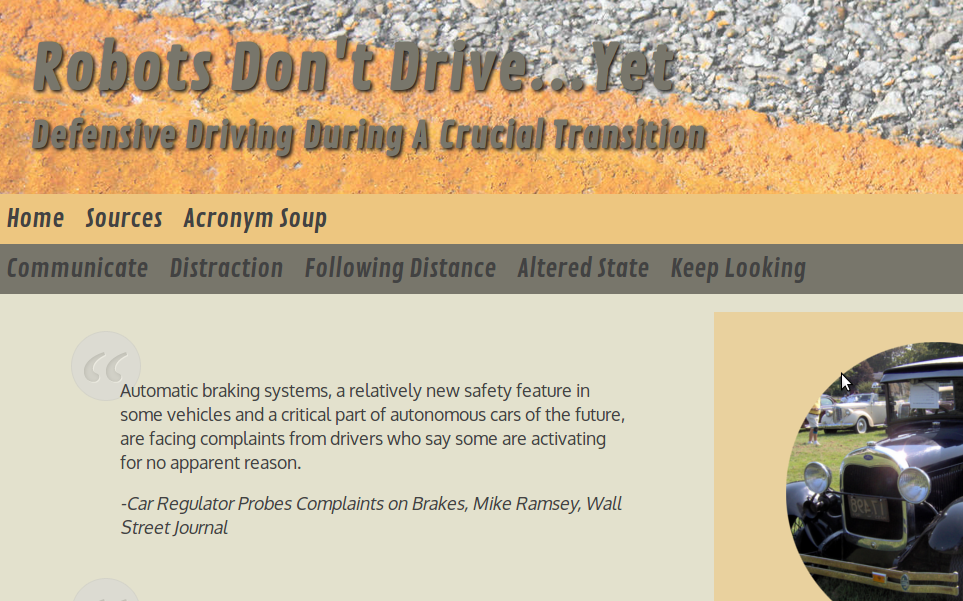 Robots Don't Drive...Yet
Defensive Driving During A Crucial Transition
Home Sources Acronym Soup
Communicate Distraction Following Distance Altered State Keep Looking
“
Automatic braking systems, a relatively new safety feature in
some vehicles and a critical part of autonomous cars of the future,
are facing complaints from drivers who say some are activating
for no apparent reason.
-Car Regulator Probes Complaints on Brakes, Mike Ramsey, Wall
Street Journal